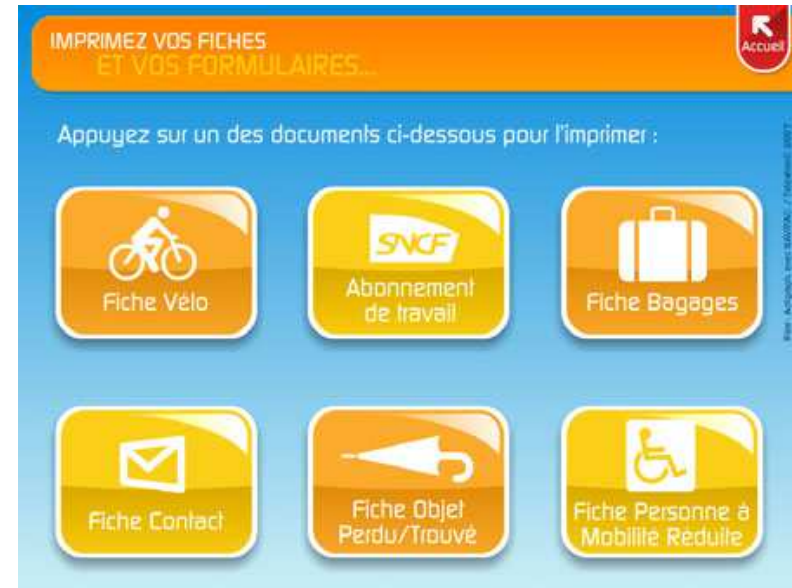 IMPRIMEZ VOS FICHES
ET VOS FORMULAIRES...
Accueil
Appuyez sur un des documents ci-dessous pour l'imprimer :
Fiche Vélo
SNCF
Abonnement
de travail
Fiche Bagages
Fiche Contact
Fiche Objet
Perdu/Trouvé
Fiche Personne à
Mobilité Réduite